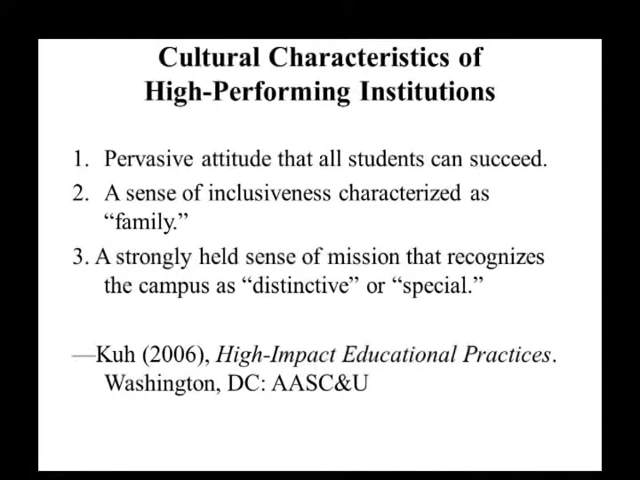 Cultural Characteristics of
High-Performing Institutions
1. Pervasive attitude that all students can succeed.
2. A sense of inclusiveness characterized as
“family.”
3. A strongly held sense of mission that recognizes
the campus as “distinctive” or “special.”
—Kuh (2006), High-Impact Educational Practices.
Washington, DC: AASC&U